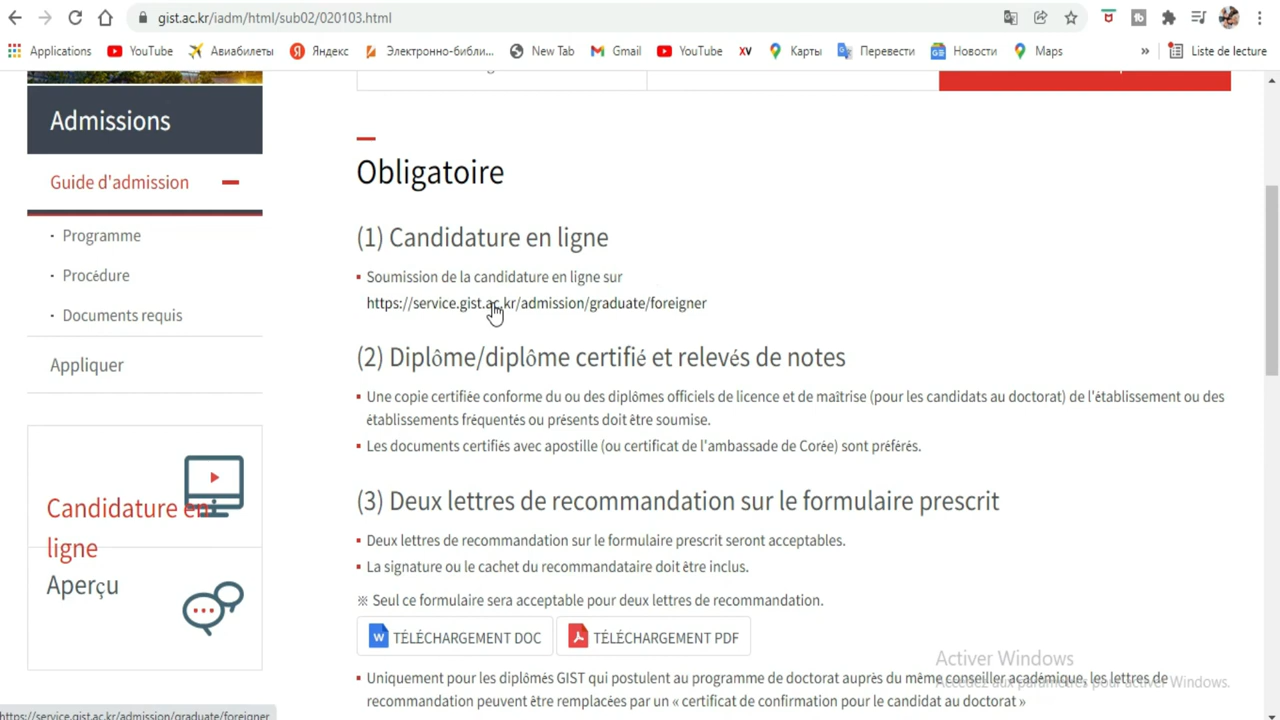 gist.ac.kr/iadm/html/sub02/020103.html
Applications YouTube Авиабилеты Яндекс Электронно-библи... New Tab Gmail YouTube XV Карты Перевести Новости Maps » Liste de lecture
Admissions
Guide d'admission
· Programme
· Procédure
· Documents requis
Appliquer
Candidature en
ligne
Aperçu
Obligatoire
(1) Candidature en ligne
Soumission de la candidature en ligne sur
https://service.gist.ac.kr/admission/graduate/foreigner
(2) Diplôme/diplôme certifié et relevés de notes
Une copie certifiée conforme du ou des diplômes officiels de licence et de maîtrise (pour les candidats au doctorat) de l'établissement ou des
établissements fréquentés ou présents doit être soumise.
Les documents certifiés avec apostille (ou certificat de l'ambassade de Corée) sont préférés.
(3) Deux lettres de recommandation sur le formulaire prescrit
Deux lettres de recommandation sur le formulaire prescrit seront acceptables.
La signature ou le cachet du recommandataire doit être inclus.
※ Seul ce formulaire sera acceptable pour deux lettres de recommandation.
W TÉLÉCHARGEMENT DOC TÉLÉCHARGEMENT PDF
Uniquement pour les diplômés GIST qui postulent au programme de doctorat auprès du même conseiller académique, les lettres de
recommandation peuvent être remplacées par un « certificat de confirmation pour le candidat au doctorat »
Activer Windows
Accédez aux paramètres pour activer Windows.
https://service.gist.ac.kr/admission/graduate/foreigner